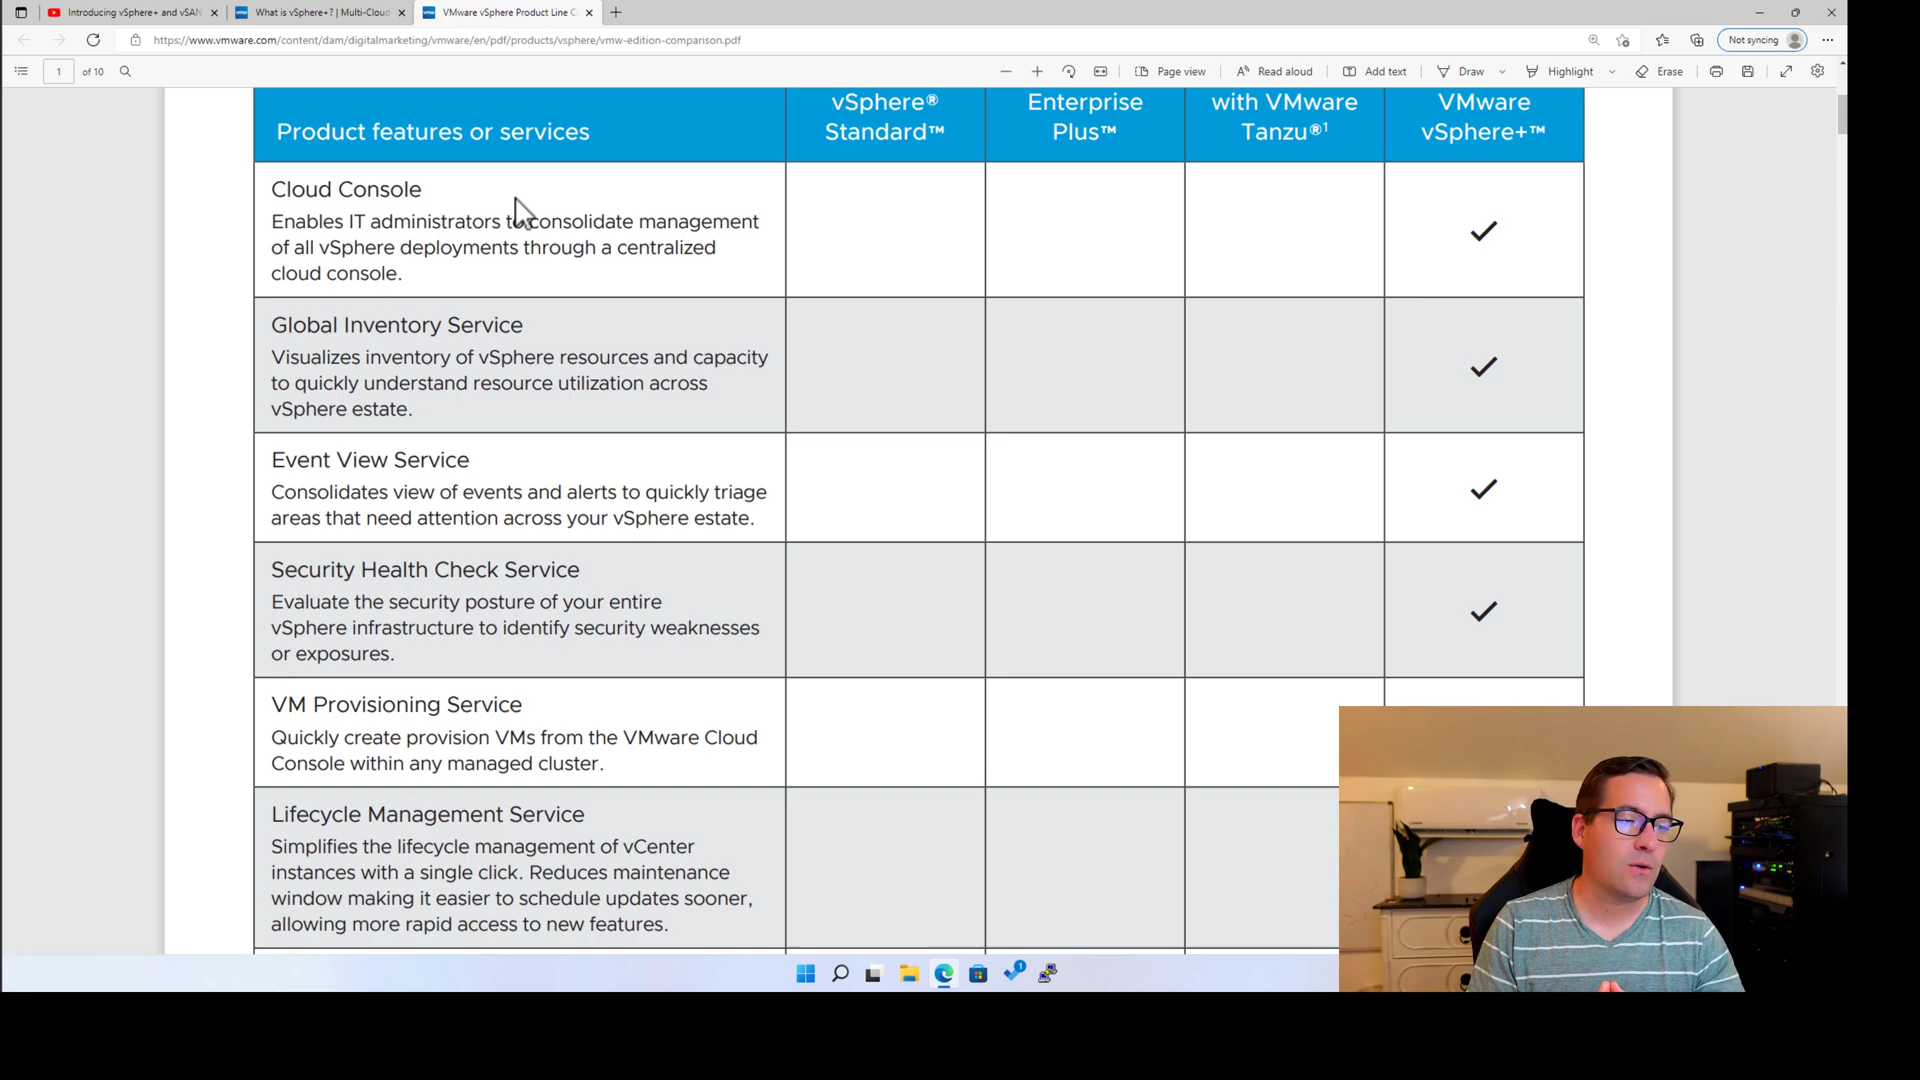 Introducing vSphere+ and vSAN
What is vSphere+? | Multi-Cloud
VMware vSphere Product Line C
https://www.vmware.com/content/dam/digitalmarketing/vmware/en/pdf/products/vsphere/vmw-edition-comparison.pdf
Not syncing
1 of 10
Page view
Read aloud
Add text
Draw
Highlight
Erase
Product features or services
vSphere®
Standard™
Enterprise
Plus™
with VMware
Tanzu®1
VMware
vSphere+™
Cloud Console
Enables IT administrators to consolidate management
of all vSphere deployments through a centralized
cloud console.
Global Inventory Service
Visualizes inventory of vSphere resources and capacity
to quickly understand resource utilization across
vSphere estate.
Event View Service
Consolidates view of events and alerts to quickly triage
areas that need attention across your vSphere estate.
Security Health Check Service
Evaluate the security posture of your entire
vSphere infrastructure to identify security weaknesses
or exposures.
VM Provisioning Service
Quickly create provision VMs from the VMware Cloud
Console within any managed cluster.
Lifecycle Management Service
Simplifies the lifecycle management of vCenter
instances with a single click. Reduces maintenance
window making it easier to schedule updates sooner,
allowing more rapid access to new features.
1